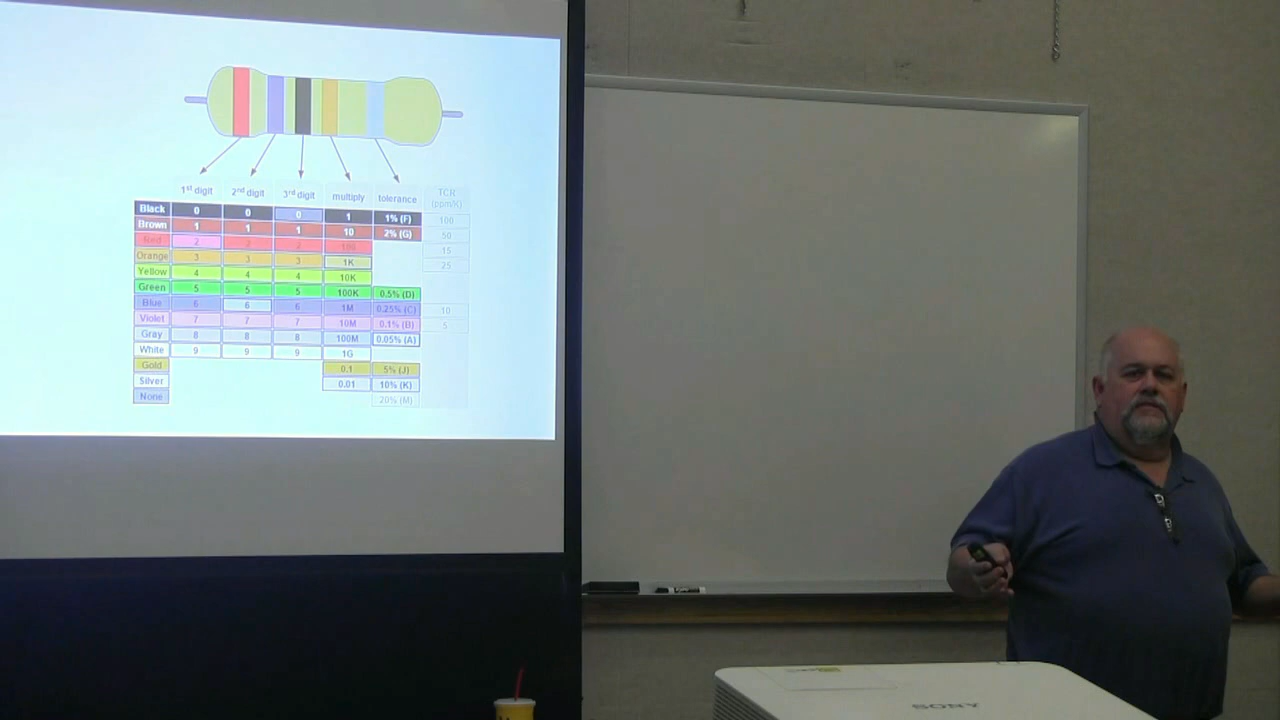 1st digit 2nd digit 3rd digit multiply tolerance TCR (ppm/K)
Black 0 0 0 1 1% (F) 100
Brown 1 1 1 10 2% (G) 50
Red 2 2 2 100 15
Orange 3 3 3 1K 25
Yellow 4 4 4 10K
Green 5 5 5 100K 0.5% (D)
Blue 6 6 6 1M 0.25% (C) 10
Violet 7 7 7 10M 0.1% (B) 5
Gray 8 8 8 100M 0.05% (A)
White 9 9 9 1G
Gold 0.1 5% (J)
Silver 0.01 10% (K)
None 20% (M)
SONY